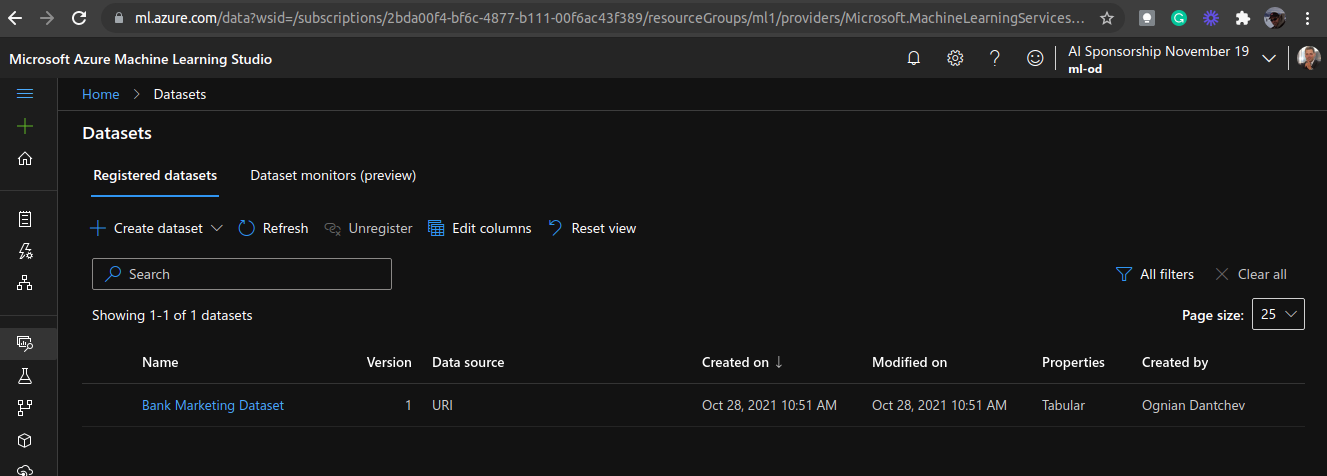 ml.azure.com/data?wsid=/subscriptions/2bda00f4-bf6c-4877-b111-00f6ac43f389/resourceGroups/ml1/providers/Microsoft.MachineLearningServices...
Microsoft Azure Machine Learning Studio
AI Sponsorship November 19
ml-od
Home > Datasets
Datasets
Registered datasets Dataset monitors (preview)
Create dataset Refresh Unregister Edit columns Reset view
Search
All filters Clear all
Showing 1-1 of 1 datasets
Page size: 25
Name Version Data source Created on ↓ Modified on Properties Created by
Bank Marketing Dataset 1 URI Oct 28, 2021 10:51 AM Oct 28, 2021 10:51 AM Tabular Ognian Dantchev